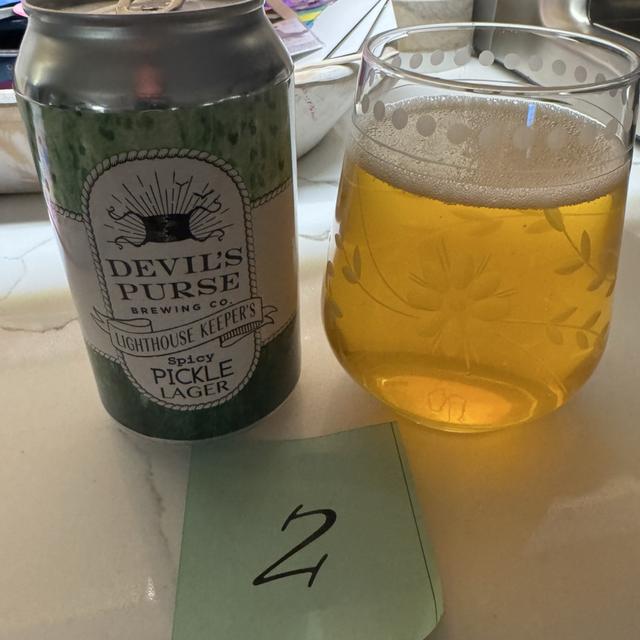 DEVIL'S
PURSE
BREWING CO.
LIGHTHOUSE KEEPER'S
Spicy
PICKLE
LAGER
2